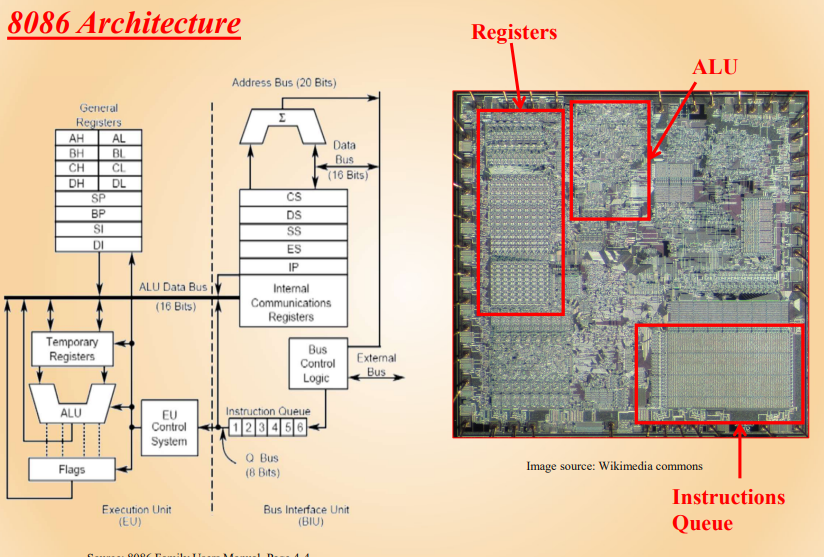 8086 Architecture
Registers
ALU
Address Bus (20 Bits)
General
Registers
AH AL
BH BL
CH CL
DH DL
SP
BP
SI
DI
Σ
Data
Bus
(16 Bits)
CS
DS
SS
ES
IP
Internal
Communications
Registers
ALU Data Bus
(16 Bits)
Temporary
Registers
ALU
Flags
EU
Control
System
Bus
Control
Logic
External
Bus
Instruction Queue
1 2 3 4 5 6
Q Bus
(8 Bits)
Execution Unit
(EU)
Bus Interface Unit
(BIU)
Image source: Wikimedia commons
Instructions
Queue
Source: 8086 Family Users Manual, Page 4-4